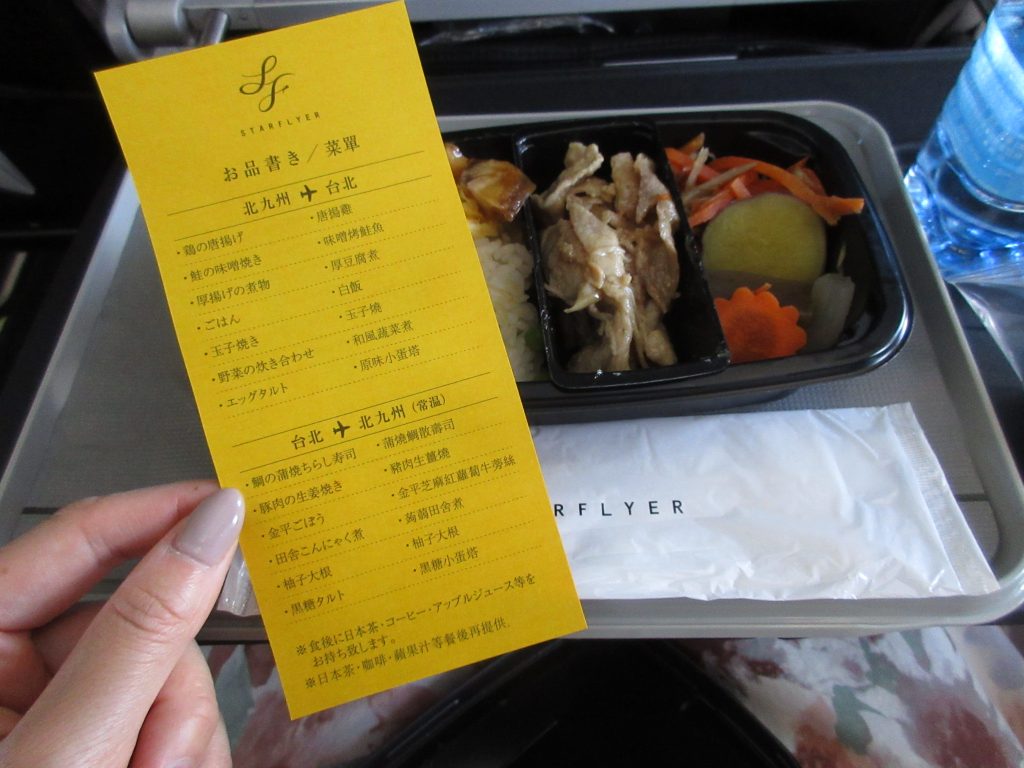 SF
STARFLYER
お品書き/菜單
北九州 ✈ 台北
・鶏の唐揚げ ・唐揚雞
・鮭の味噌焼き ・味噌烤鮭魚
・厚揚げの煮物 ・厚豆腐煮
・ごはん ・白飯
・玉子焼き ・玉子燒
・野菜の炊き合わせ ・和風蔬菜煮
・エッグタルト ・原味小蛋塔
台北 ✈ 北九州(常温)
・鯛の蒲焼ちらし寿司 ・蒲燒鯛散壽司
・豚肉の生姜焼き ・豬肉生薑燒
・金平ごぼう ・金平芝麻紅蘿蔔牛蒡絲
・田舎こんにゃく煮 ・蒟蒻田舍煮
・柚子大根 ・柚子大根
・黒糖タルト ・黑糖小蛋塔
※食後に日本茶・コーヒー・アップルジュース等を
お持ち致します。
※日本茶・咖啡・蘋果汁等餐後再提供.
RFLYER